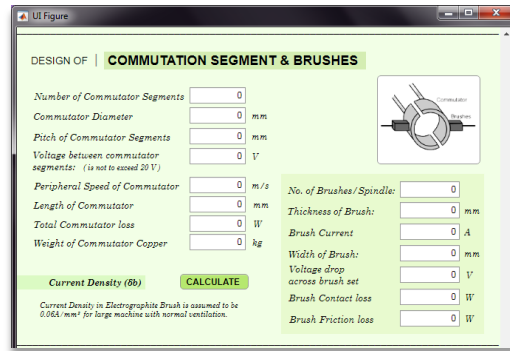 UI Figure
DESIGN OF | COMMUTATION SEGMENT & BRUSHES
Number of Commutator Segments 0
Commutator Diameter 0 mm
Pitch of Commutator Segments 0 mm
Voltage between commutator
segments: (is not to exceed 20 V) 0 V
Peripheral Speed of Commutator 0 m/s
Length of Commutator 0 mm
Total Commutator loss 0 W
Weight of Commutator Copper 0 kg
Current Density (δb) CALCULATE
Current Density in Electrographite Brush is assumed to be
0.06A/mm² for large machine with normal ventilation.
Commutator
Brushes
No. of Brushes/Spindle: 0
Thickness of Brush: 0 mm
Brush Current 0 A
Width of Brush: 0 mm
Voltage drop
across brush set 0 V
Brush Contact loss 0 W
Brush Friction loss 0 W